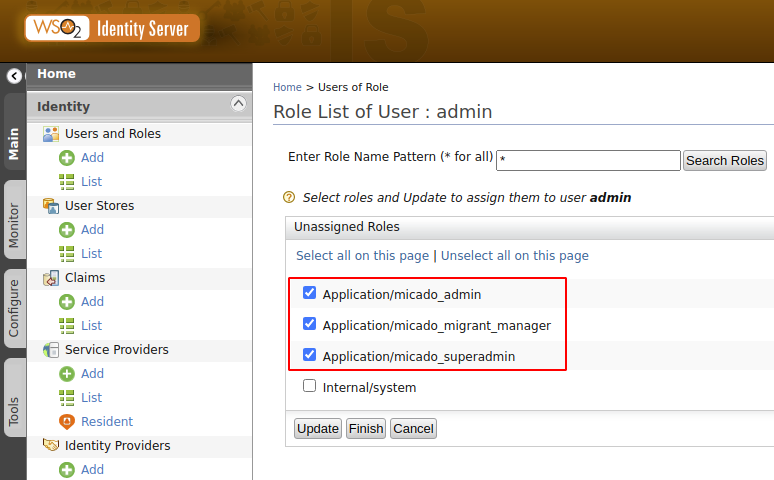 WSO2 Identity Server
Home
Identity
Users and Roles
Add
List
User Stores
Add
List
Claims
Add
List
Service Providers
Add
List
Resident
Identity Providers
Add
Main
Monitor
Configure
Tools
Home > Users of Role
Role List of User : admin
Enter Role Name Pattern (* for all) * Search Roles
Select roles and Update to assign them to user admin
Unassigned Roles
Select all on this page | Unselect all on this page
Application/micado_admin
Application/micado_migrant_manager
Application/micado_superadmin
Internal/system
Update Finish Cancel